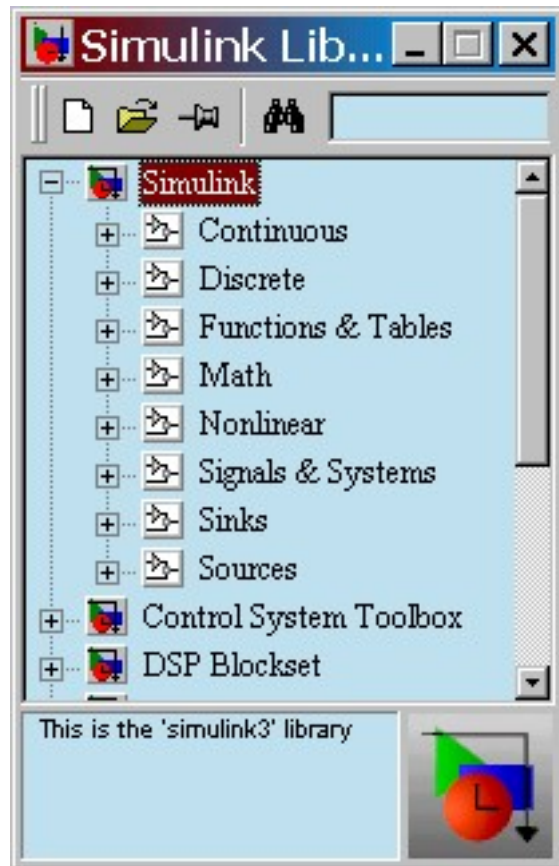 Simulink Lib...
Simulink
Continuous
Discrete
Functions & Tables
Math
Nonlinear
Signals & Systems
Sinks
Sources
Control System Toolbox
DSP Blockset
This is the 'simulink3' library